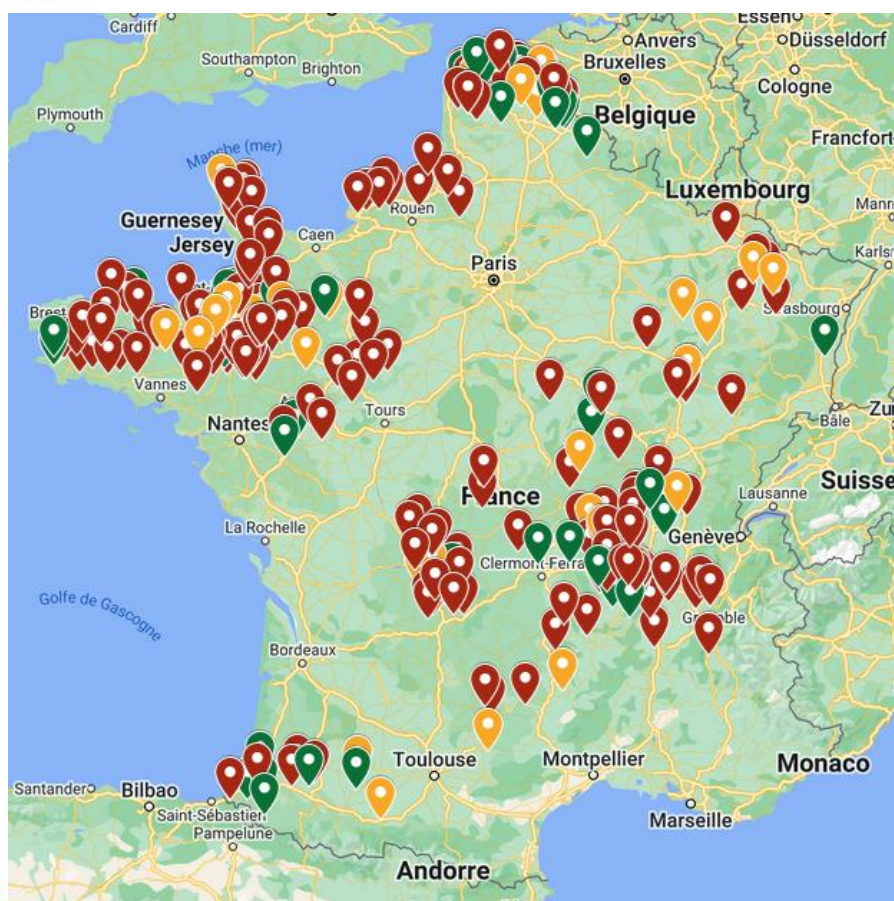 Cardiff
Essen
Anvers
Düsseldorf
Southampton
Bruxelles
Brighton
Cologne
Plymouth
Belgique
Francfort
Manche (mer)
Luxembourg
Guernesey
Rouen
Jersey
Caen
Paris
Strasbourg
Brest
Vannes
Bâle
Tours
Nantes
France
Suisse
Lausanne
La Rochelle
Genève
Clermont-Ferra
Golfe de Gascogne
Bordeaux
Toulouse
Montpellier
Monaco
Santander
Bilbao
Saint-Sébastien
Pampelune
Marseille
Andorre